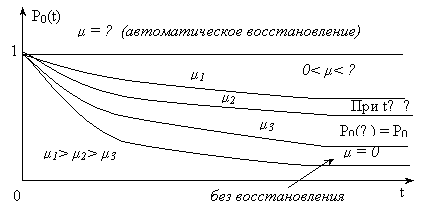 P0(t)
μ = ? (автоматическое восстановление)
1
0< μ< ?
μ1
μ2
При t? ?
μ3
P0(? ) = P0
μ1> μ2> μ3
μ = 0
0
без восстановления
t